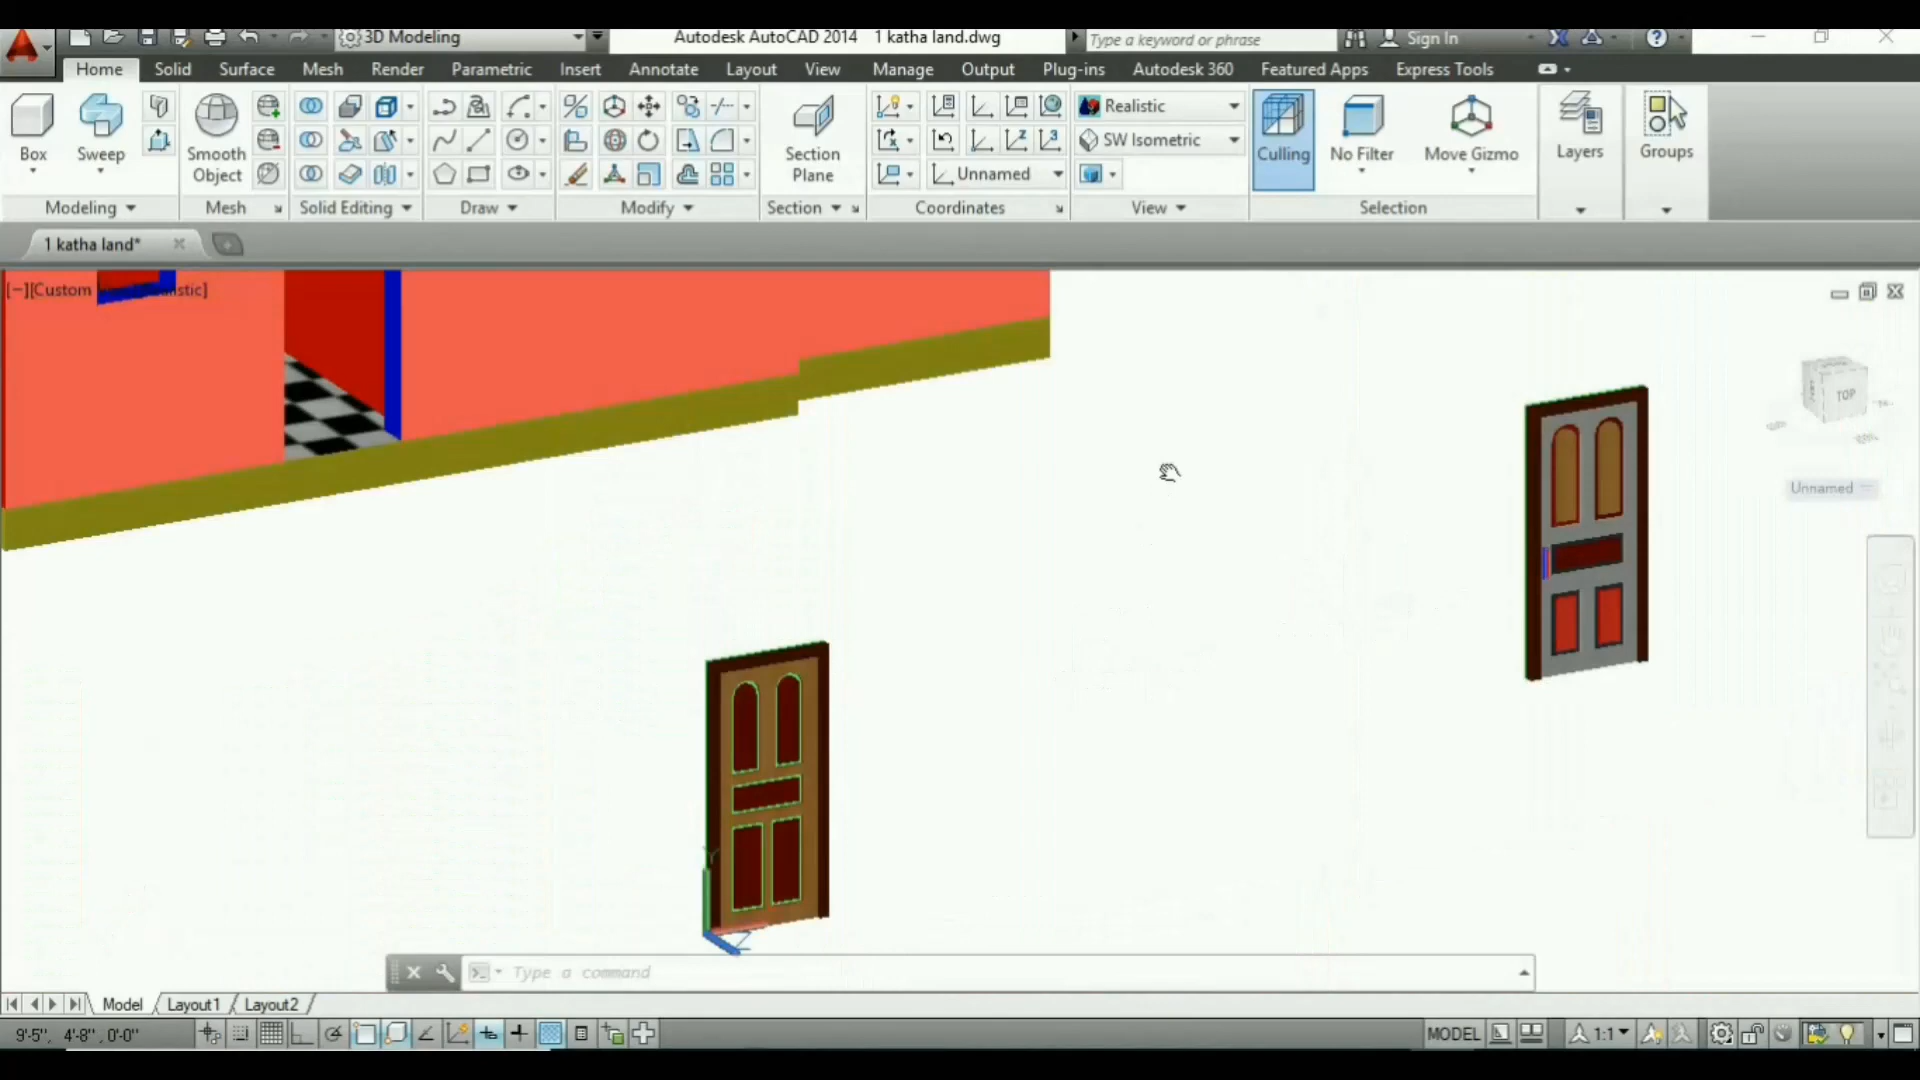 3D Modeling
Autodesk AutoCAD 2014 1 katha land.dwg
Type a keyword or phrase
Sign In
Home Solid Surface Mesh Render Parametric Insert Annotate Layout View Manage Output Plug-ins Autodesk 360 Featured Apps Express Tools
Box
Sweep
Smooth Object
Section Plane
Realistic
SW Isometric
Unnamed
Culling
No Filter
Move Gizmo
Layers
Groups
Modeling Mesh Solid Editing Draw Modify Section Coordinates View Selection
1 katha land*
[−][Custom
TOP
Unnamed
Z
Type a command
Model Layout1 Layout2
9'-5", 4'-8", 0'-0"
MODEL
1:1